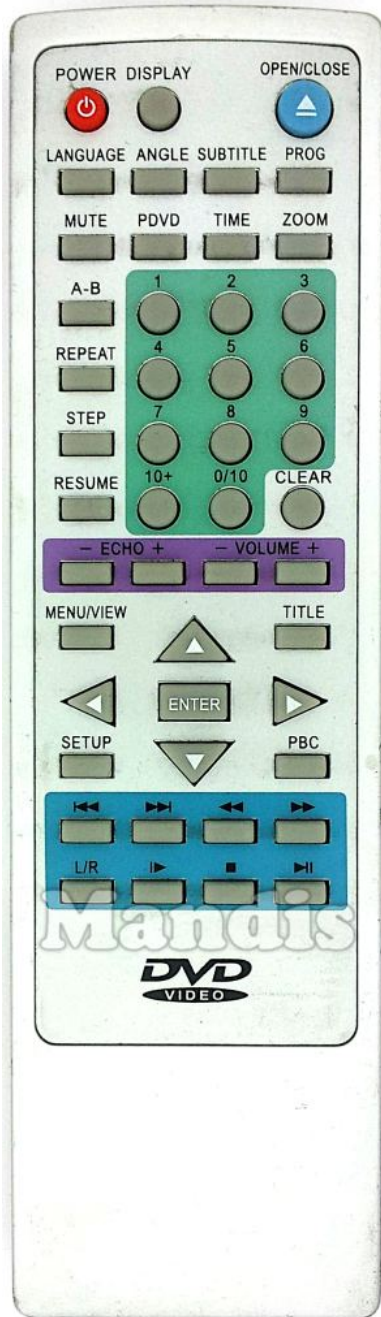 POWER DISPLAY OPEN/CLOSE
LANGUAGE ANGLE SUBTITLE PROG
MUTE PDVD TIME ZOOM
A-B 1 2 3
REPEAT 4 5 6
STEP 7 8 9
RESUME 10+ 0/10 CLEAR
- ECHO + - VOLUME +
MENU/VIEW TITLE
ENTER
SETUP PBC
L/R
Mandis
DVD
VIDEO